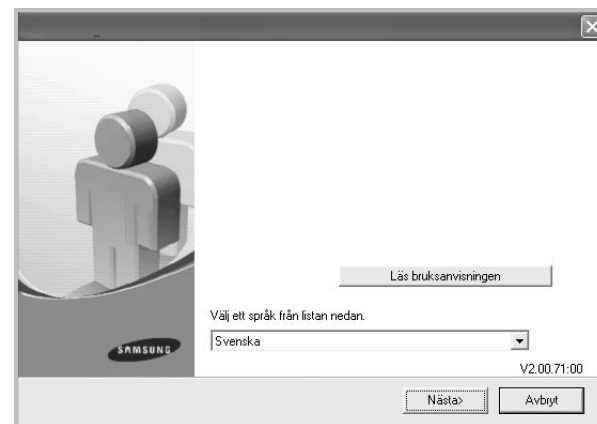 Läs bruksanvisningen
Välj ett språk från listan nedan.
Svenska
SAMSUNG
V2.00.71:00
Nästa>
Avbryt